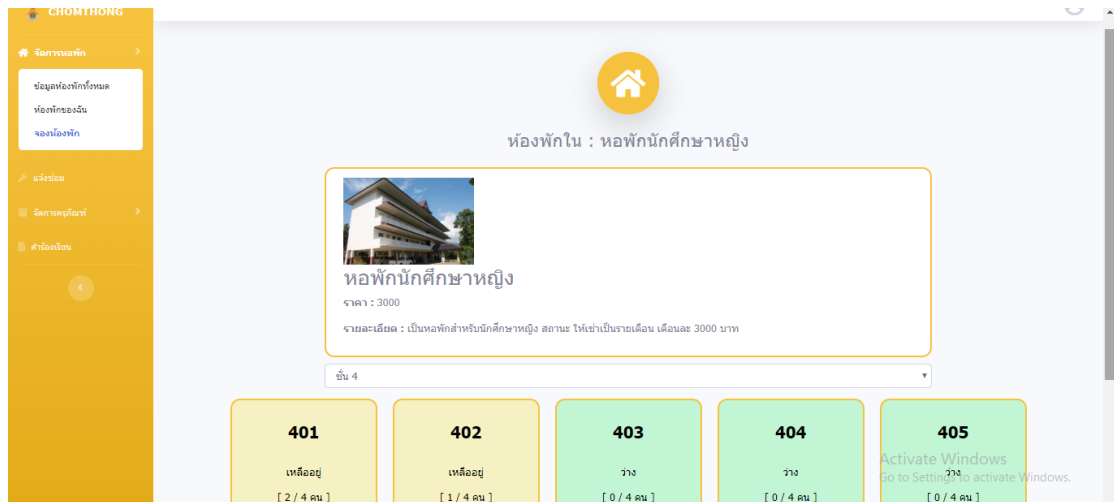 CHOMTHONG
จัดการหอพัก
ข้อมูลห้องพักทั้งหมด
ห้องพักของฉัน
จองห้องพัก
แจ้งซ่อม
จัดการครุภัณฑ์
คำร้องเรียน
ห้องพักใน : หอพักนักศึกษาหญิง
หอพักนักศึกษาหญิง
ราคา : 3000
รายละเอียด : เป็นหอพักสำหรับนักศึกษาหญิง สถานะ ให้เช่าเป็นรายเดือน เดือนละ 3000 บาท
ชั้น 4
401 402 403 404 405
เหลืออยู่ เหลืออยู่ ว่าง ว่าง ว่าง
[ 2 / 4 คน ] [ 1 / 4 คน ] [ 0 / 4 คน ] [ 0 / 4 คน ] [ 0 / 4 คน ]
Activate Windows
Go to Settings to activate Windows.